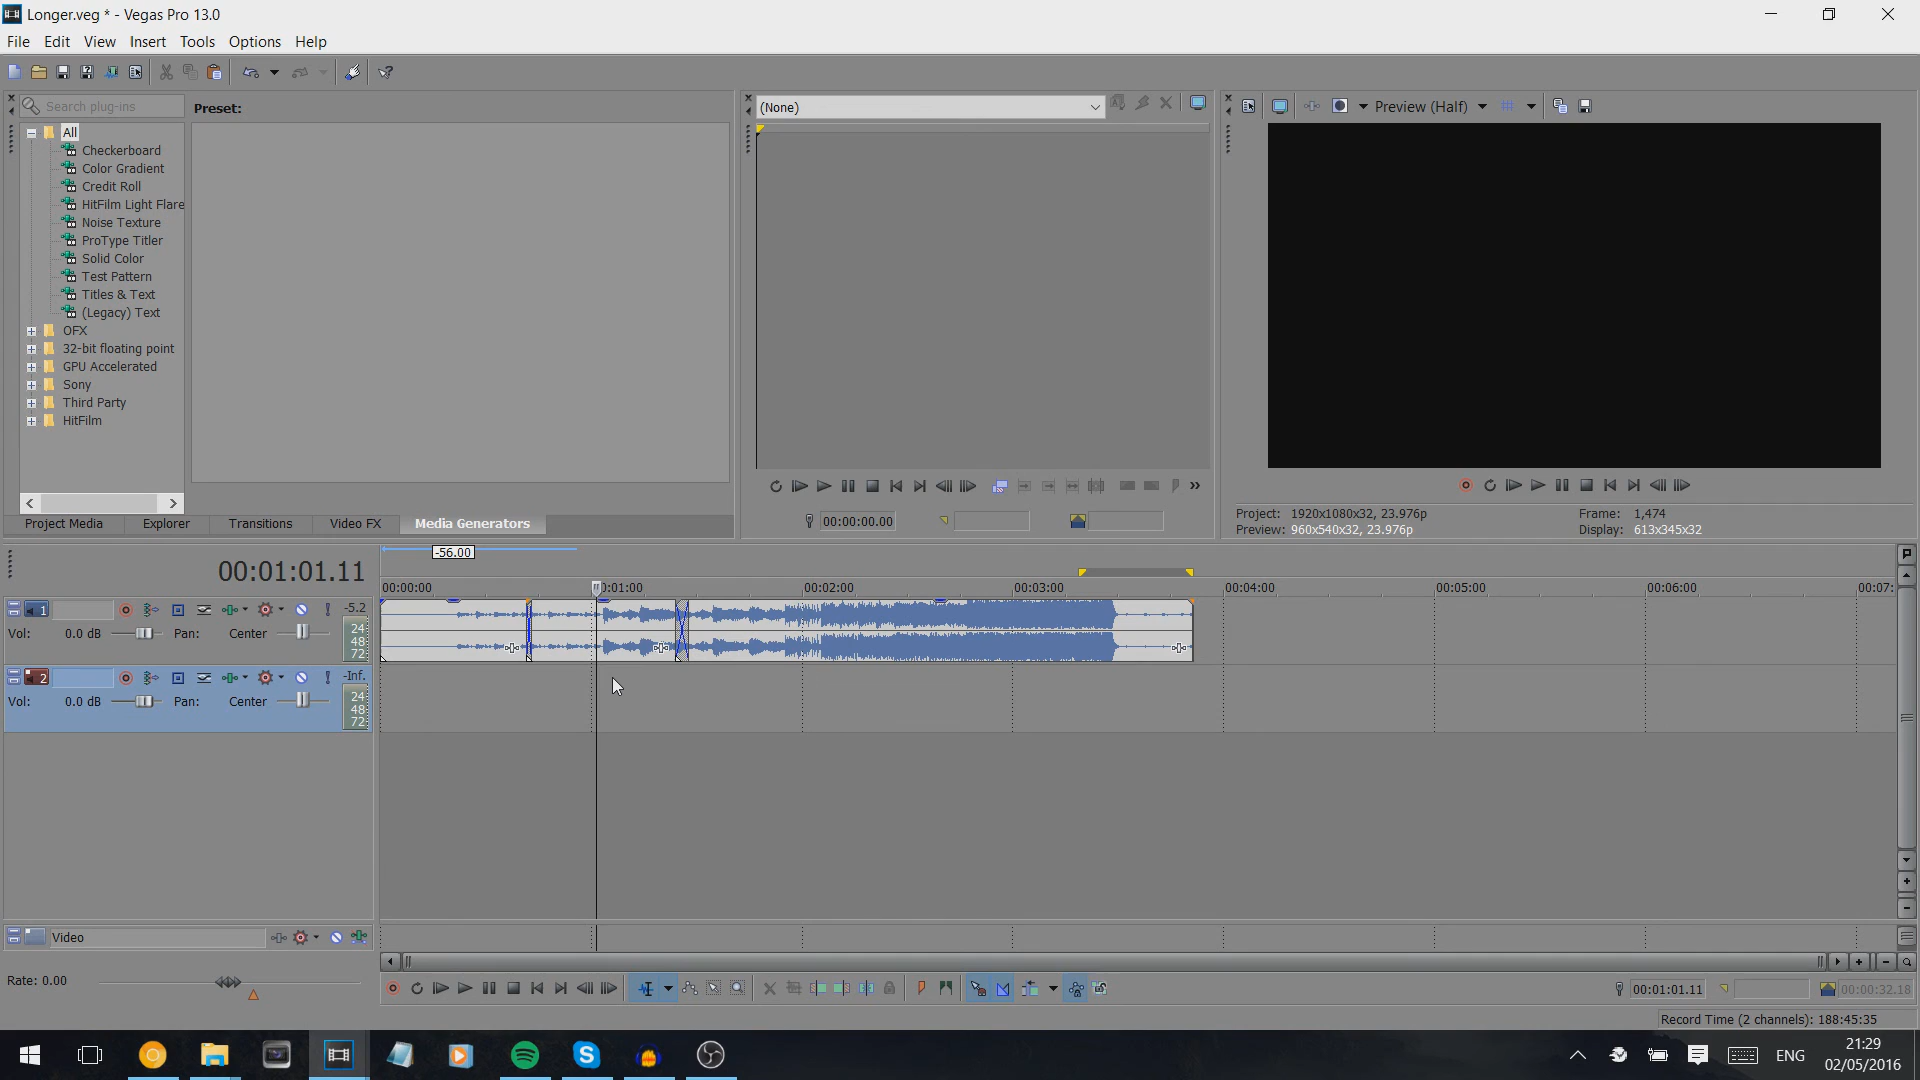 Longer.veg * - Vegas Pro 13.0
File Edit View Insert Tools Options Help
Search plug-ins
Preset:
All
Checkerboard
Color Gradient
Credit Roll
HitFilm Light Flare
Noise Texture
ProType Titler
Solid Color
Test Pattern
Titles & Text
(Legacy) Text
OFX
32-bit floating point
GPU Accelerated
Sony
Third Party
HitFilm
Project Media Explorer Transitions Video FX Media Generators
(None)
00:00:00.00
Preview (Half)
Project: 1920x1080x32, 23.976p
Preview: 960x540x32, 23.976p
Frame: 1,474
Display: 613x345x32
-56.00
00:01:01.11
00:00:00 0:01:00 00:02:00 00:03:00 00:04:00 00:05:00 00:06:00 00:07:
1 -5.2
Vol: 0.0 dB Pan: Center
24
48
72
2 -Inf.
Vol: 0.0 dB Pan: Center
24
48
72
Video
Rate: 0.00
00:01:01.11
00:00:32.18
Record Time (2 channels): 188:45:35
ENG
21:29
02/05/2016